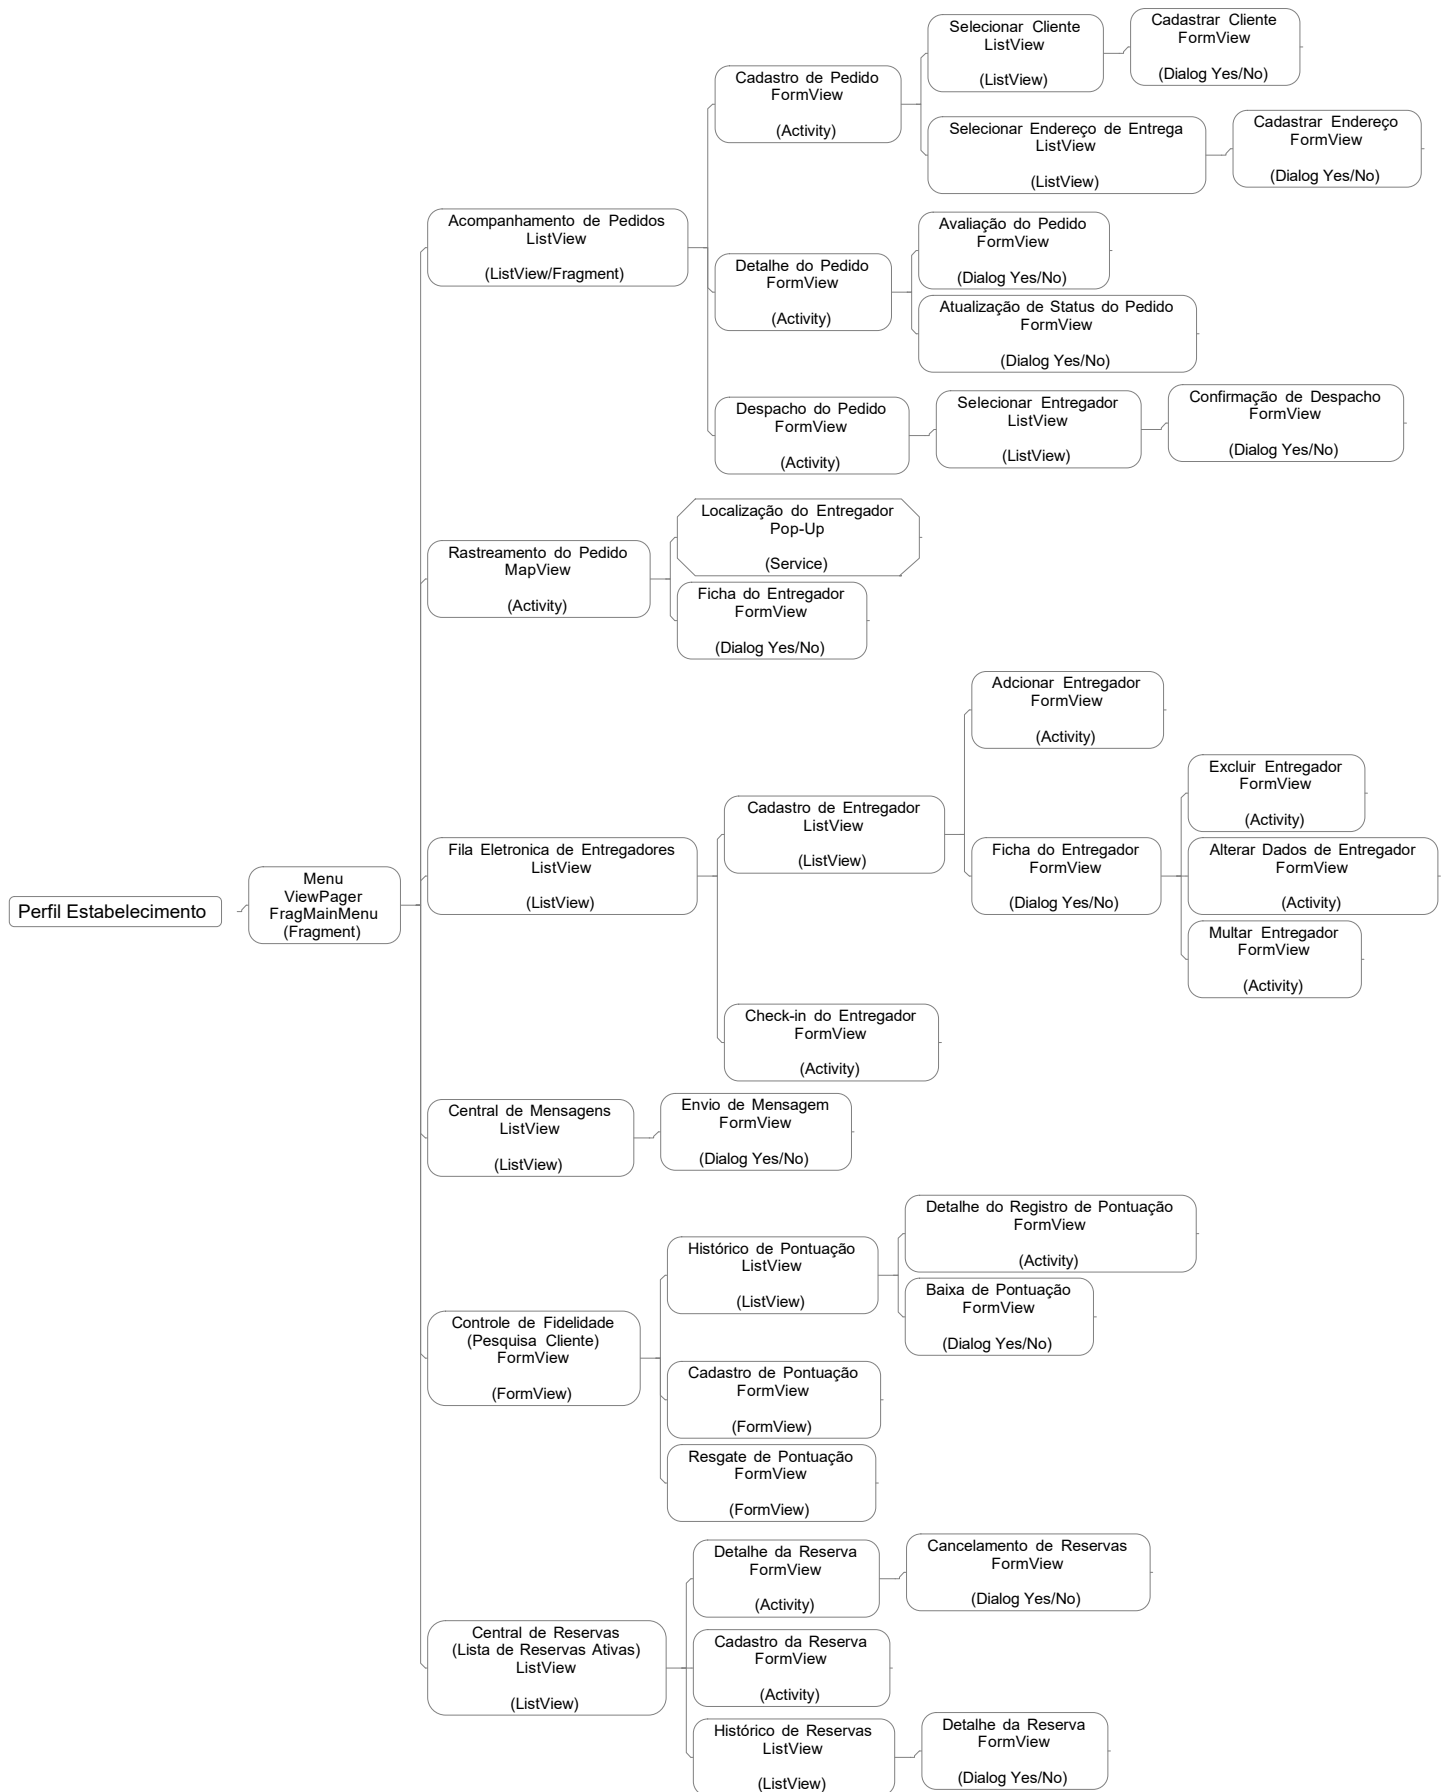 Perfil Estabelecimento
Menu
ViewPager
FragMainMenu
(Fragment)
Acompanhamento de Pedidos
ListView
(ListView/Fragment)
Cadastro de Pedido
FormView
(Activity)
Selecionar Cliente
ListView
(ListView)
Cadastrar Cliente
FormView
(Dialog Yes/No)
Selecionar Endereço de Entrega
ListView
(ListView)
Cadastrar Endereço
FormView
(Dialog Yes/No)
Detalhe do Pedido
FormView
(Activity)
Avaliação do Pedido
FormView
(Dialog Yes/No)
Atualização de Status do Pedido
FormView
(Dialog Yes/No)
Despacho do Pedido
FormView
(Activity)
Selecionar Entregador
ListView
(ListView)
Confirmação de Despacho
FormView
(Dialog Yes/No)
Rastreamento do Pedido
MapView
(Activity)
Localização do Entregador
Pop-Up
(Service)
Ficha do Entregador
FormView
(Dialog Yes/No)
Fila Eletronica de Entregadores
ListView
(ListView)
Cadastro de Entregador
ListView
(ListView)
Adcionar Entregador
FormView
(Activity)
Ficha do Entregador
FormView
(Dialog Yes/No)
Excluir Entregador
FormView
(Activity)
Alterar Dados de Entregador
FormView
(Activity)
Multar Entregador
FormView
(Activity)
Check-in do Entregador
FormView
(Activity)
Central de Mensagens
ListView
(ListView)
Envio de Mensagem
FormView
(Dialog Yes/No)
Controle de Fidelidade
(Pesquisa Cliente)
FormView
(FormView)
Histórico de Pontuação
ListView
(ListView)
Detalhe do Registro de Pontuação
FormView
(Activity)
Baixa de Pontuação
FormView
(Dialog Yes/No)
Cadastro de Pontuação
FormView
(FormView)
Resgate de Pontuação
FormView
(FormView)
Central de Reservas
(Lista de Reservas Ativas)
ListView
(ListView)
Detalhe da Reserva
FormView
(Activity)
Cancelamento de Reservas
FormView
(Dialog Yes/No)
Cadastro da Reserva
FormView
(Activity)
Histórico de Reservas
ListView
(ListView)
Detalhe da Reserva
FormView
(Dialog Yes/No)